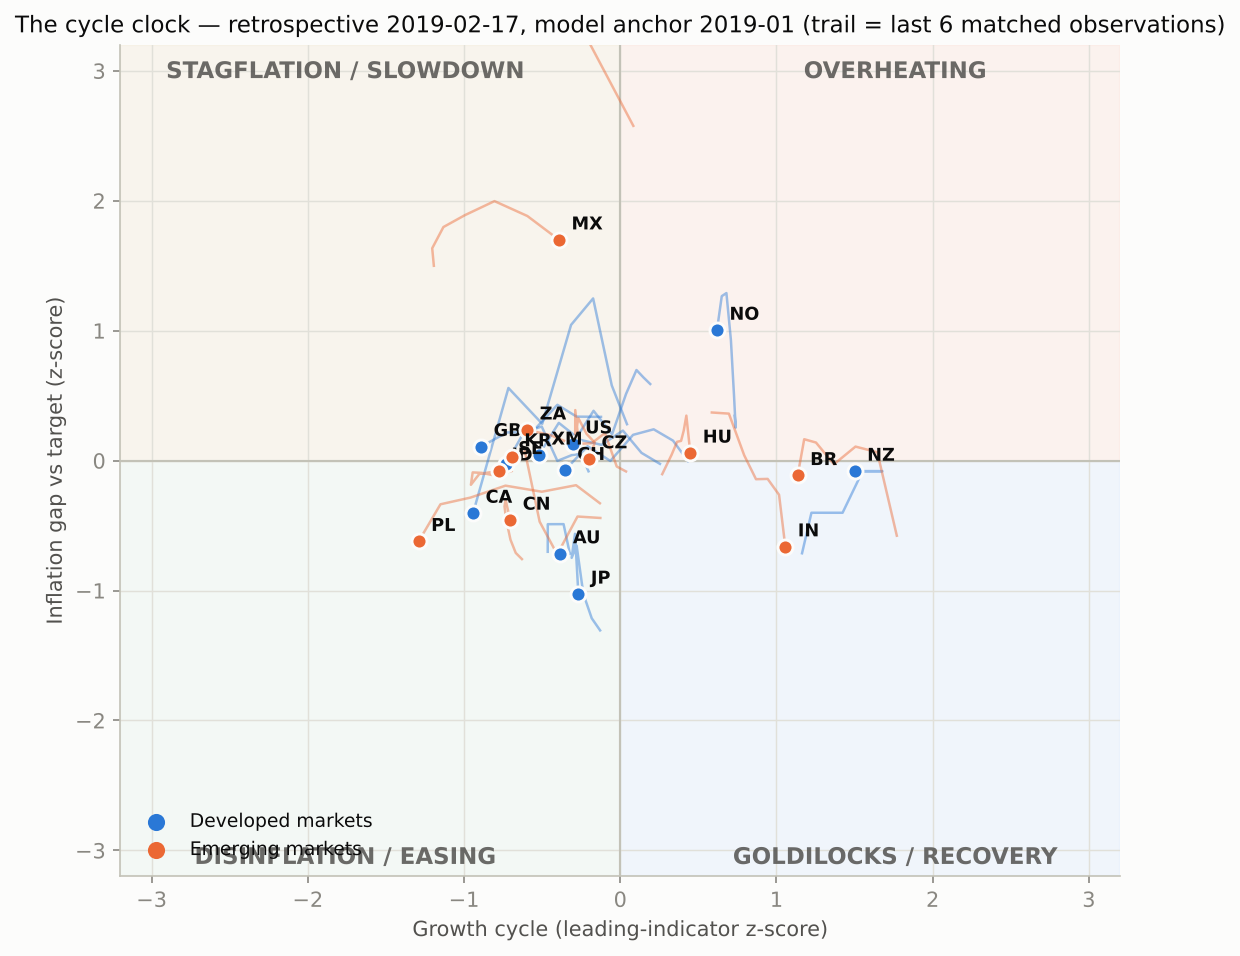 The cycle clock — retrospective 2019-02-17, model anchor 2019-01 (trail = last 6 matched observations)
STAGFLATION / SLOWDOWN
OVERHEATING
MX
NO
ZA
GB
US
KR
XM
CZ
HU
SE
CH
BR
NZ
CA
CN
PL
IN
AU
JP
Developed markets
Emerging markets
DISINFLATION / EASING
GOLDILOCKS / RECOVERY
3
2
1
0
−1
−2
−3
−3
−2
−1
0
1
2
3
Inflation gap vs target (z-score)
Growth cycle (leading-indicator z-score)